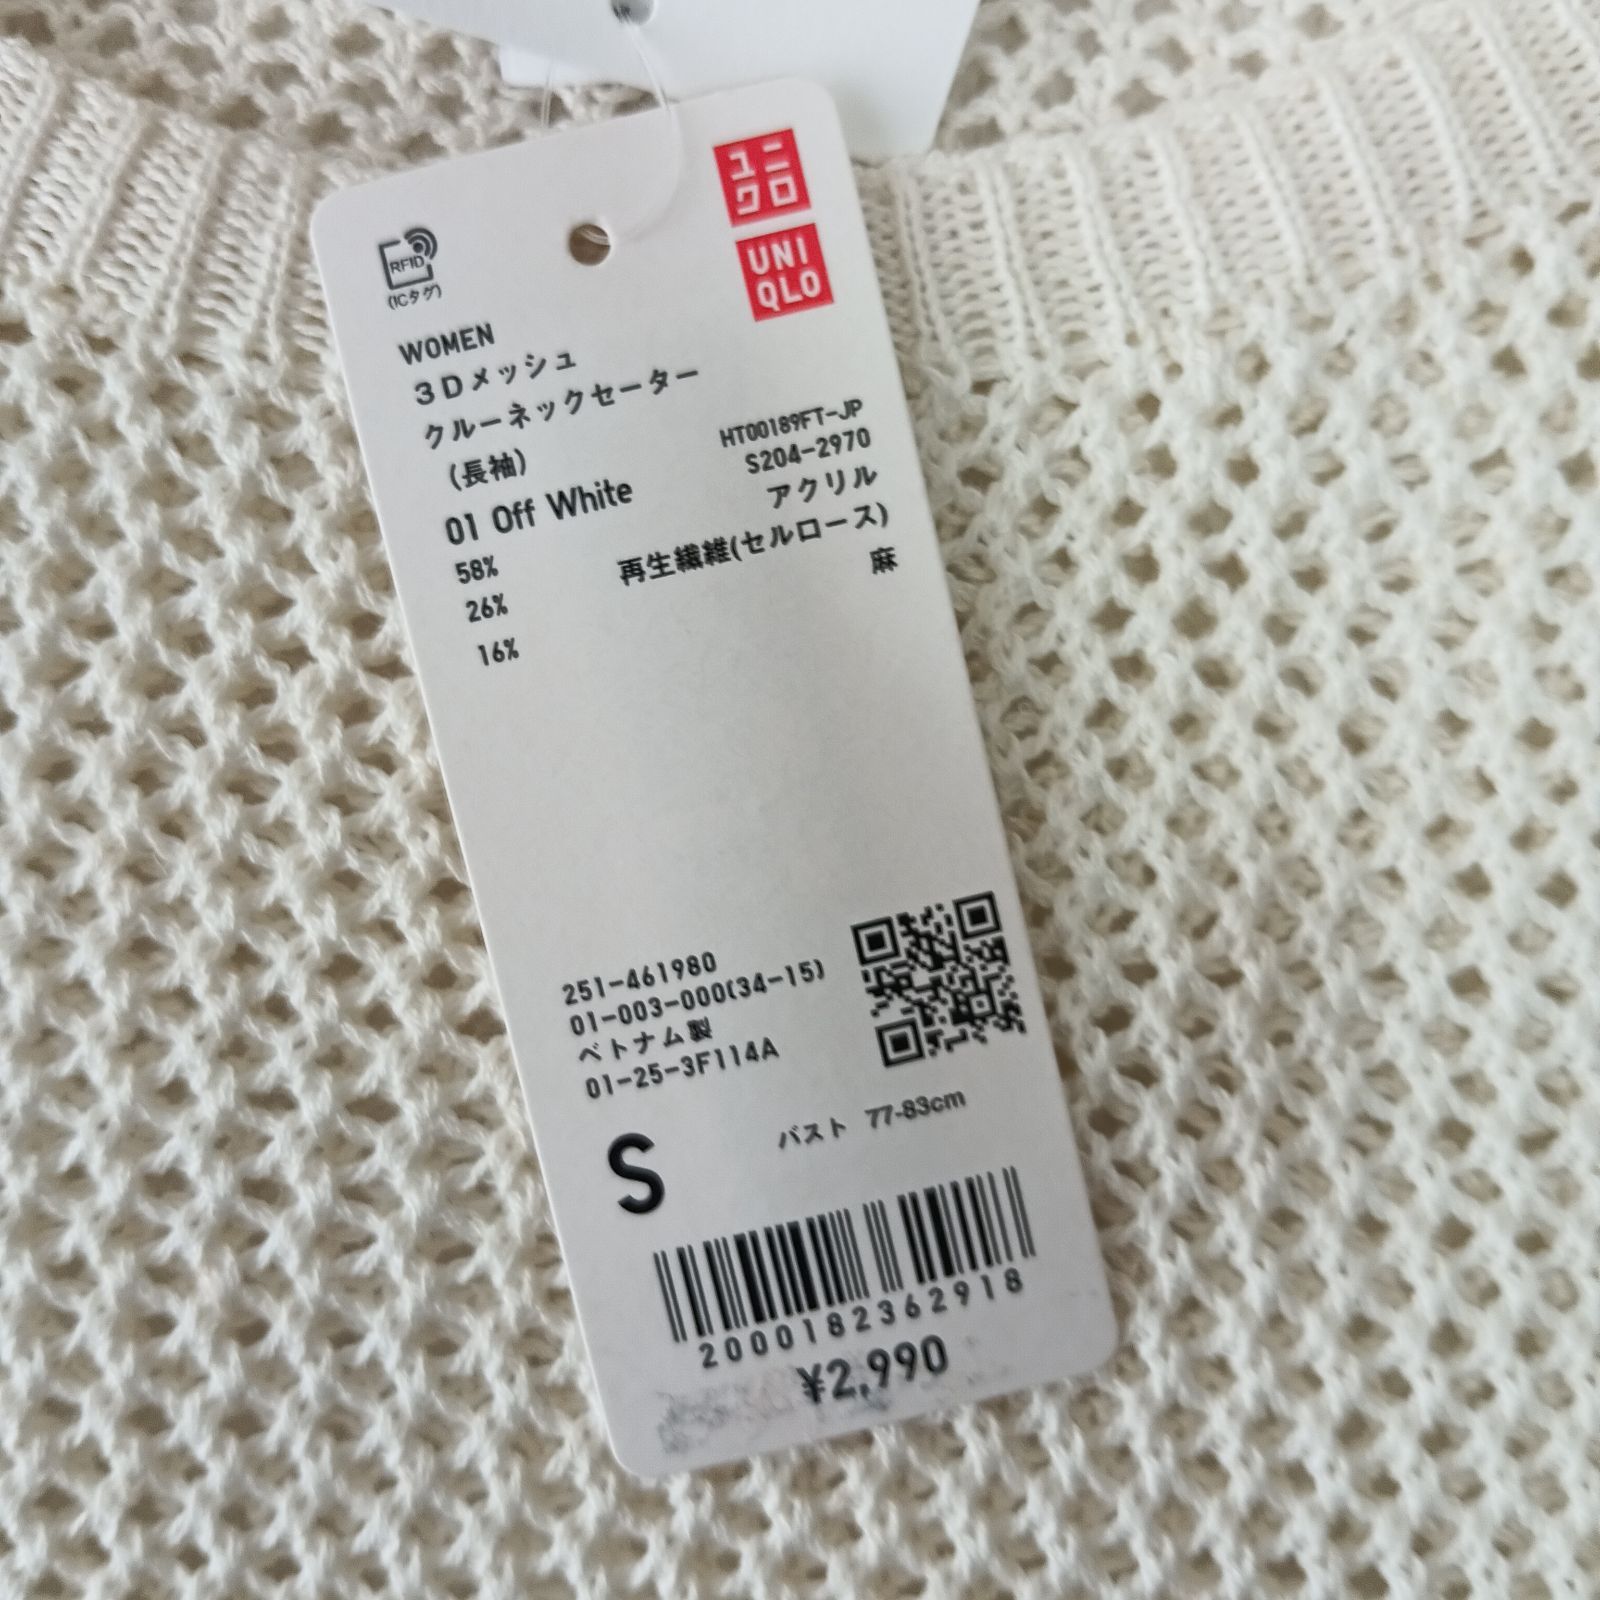 ユニ
クロ
UNI
QLO
RFID
(ICタグ)
WOMEN
3Dメッシュ
クルーネックセーター
(長袖)
01 Off White
HT00189FT-JP
S204-2970
58% アクリル
26% 再生繊維(セルロース)
16% 麻
251-461980
01-003-000(34-15)
ベトナム製
01-25-3F114A
S バスト 77-83cm
2000182362918
¥2,990